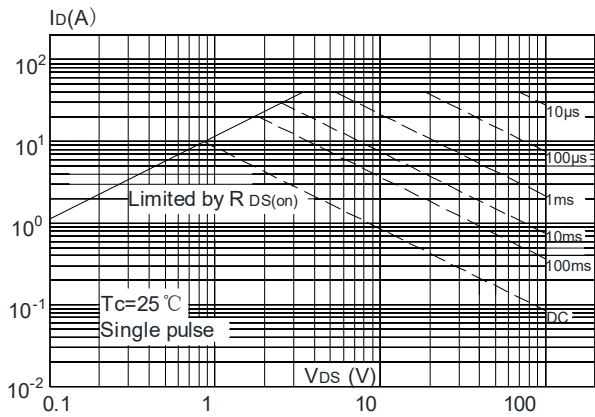 ID(A)
10²
10¹
10⁰
10⁻¹
10⁻²
10µs
100µs
1ms
10ms
100ms
DC
Limited by R DS(on)
Tc=25℃
Single pulse
VDS (V)
0.1 1 10 100